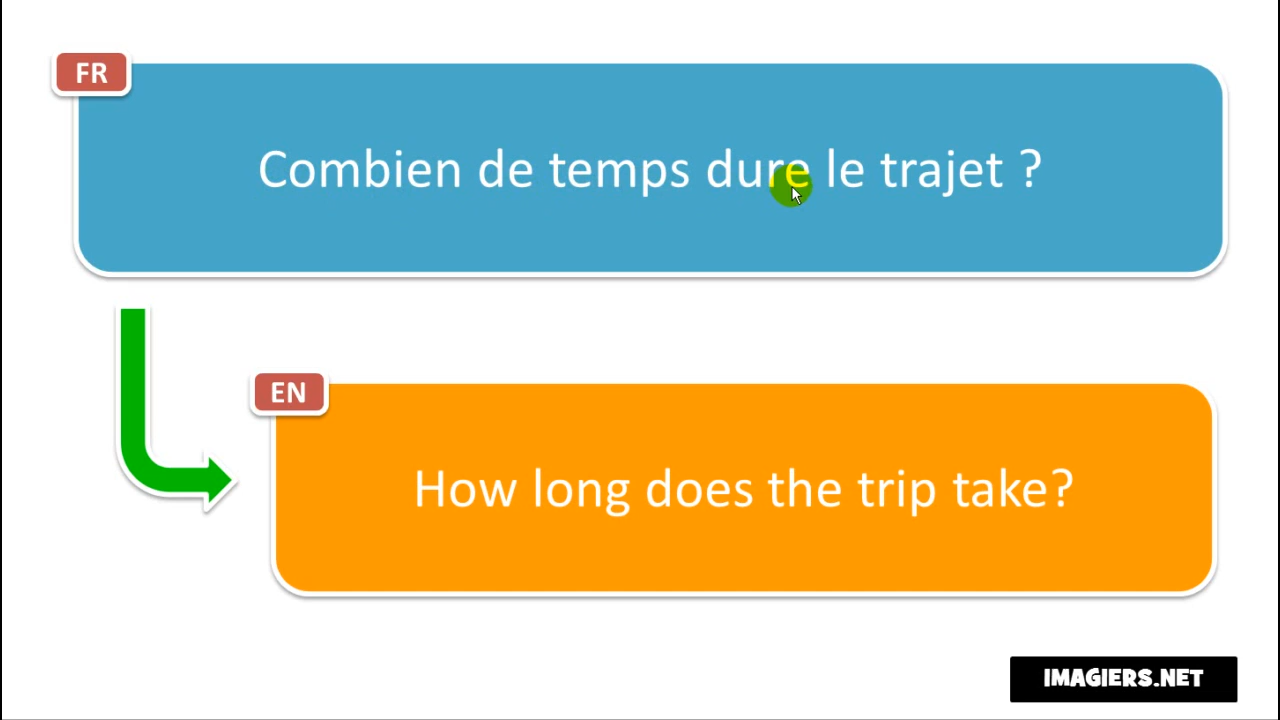 FR
Combien de temps dure le trajet ?
EN
How long does the trip take?
IMAGIERS.NET